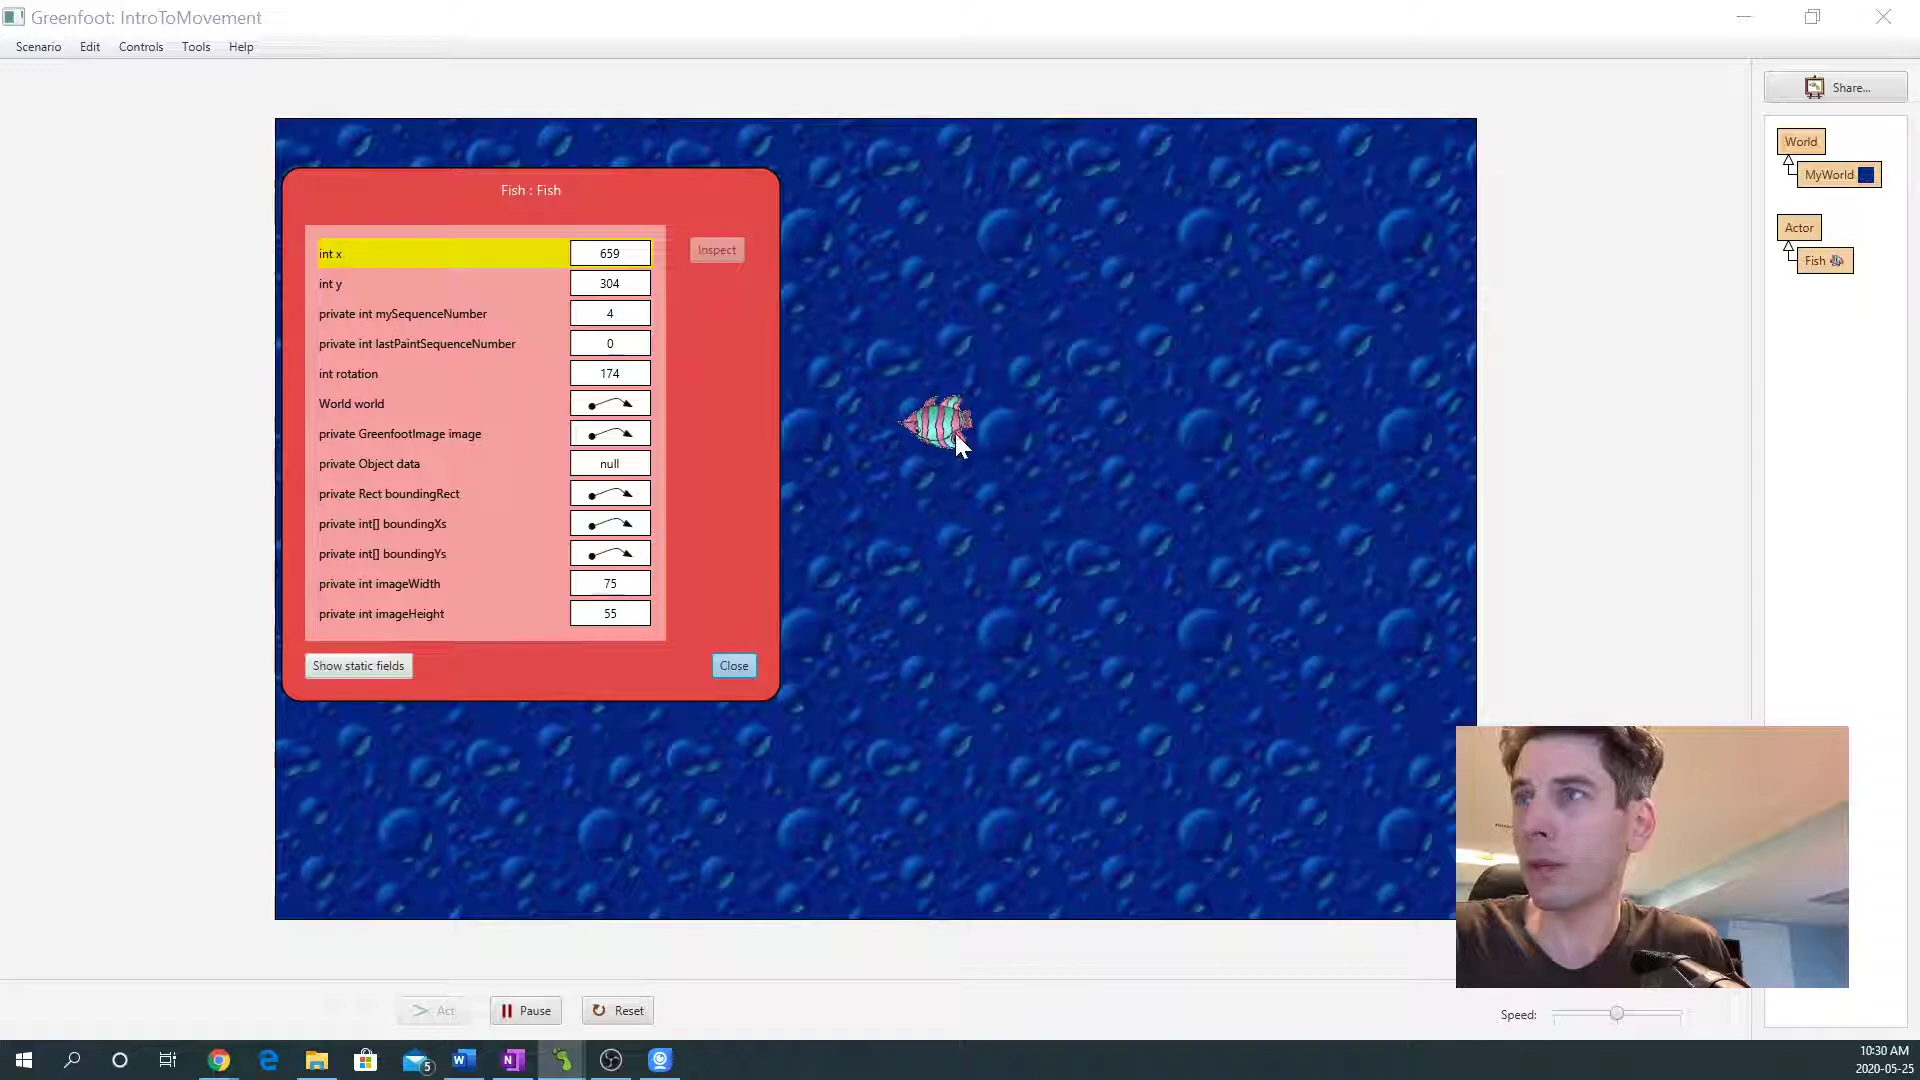 Greenfoot: IntroToMovement
Scenario Edit Controls Tools Help
Share...
World
MyWorld
Actor
Fish
Fish : Fish
int x 659
Inspect
int y 304
private int mySequenceNumber 4
private int lastPaintSequenceNumber 0
int rotation 174
World world
private GreenfootImage image
private Object data null
private Rect boundingRect
private int[] boundingXs
private int[] boundingYs
private int imageWidth 75
private int imageHeight 55
Show static fields
Close
Act
Pause
Reset
Speed:
5
10:30 AM
2020-05-25